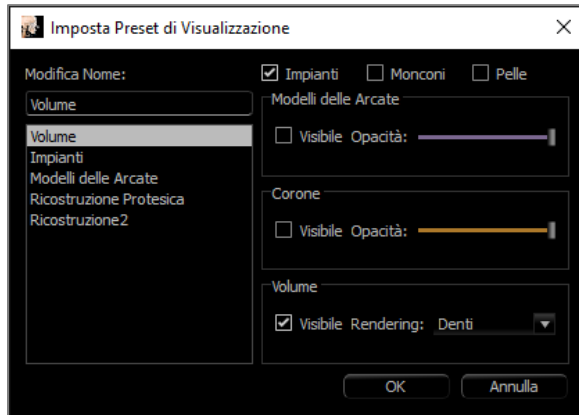 Imposta Preset di Visualizzazione
Modifica Nome:
Volume
Volume
Impianti
Modelli delle Arcate
Ricostruzione Protesica
Ricostruzione2
Impianti Monconi Pelle
Modelli delle Arcate
Visibile Opacità:
Corone
Visibile Opacità:
Volume
Visibile Rendering: Denti
OK Annulla